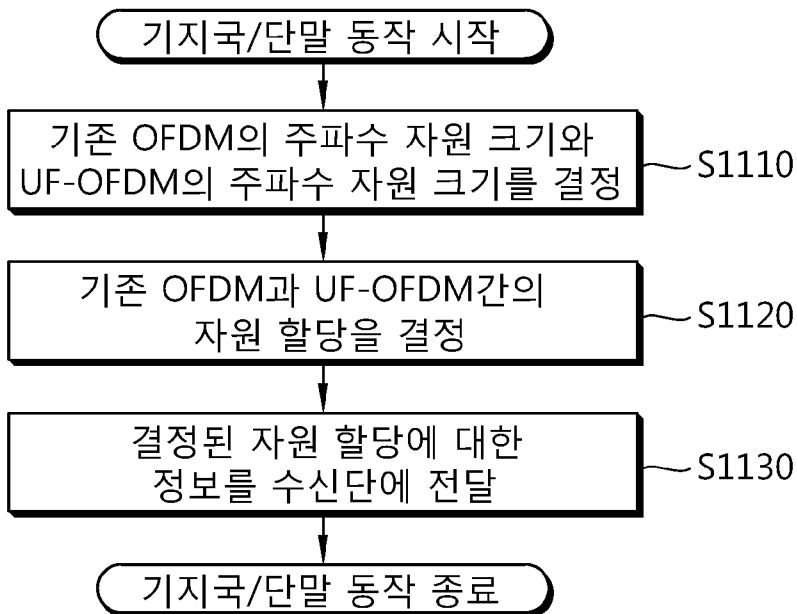 기지국/단말 동작 시작
기존 OFDM의 주파수 자원 크기와
UF-OFDM의 주파수 자원 크기를 결정
S1110
기존 OFDM과 UF-OFDM간의
자원 할당을 결정
S1120
결정된 자원 할당에 대한
정보를 수신단에 전달
S1130
기지국/단말 동작 종료